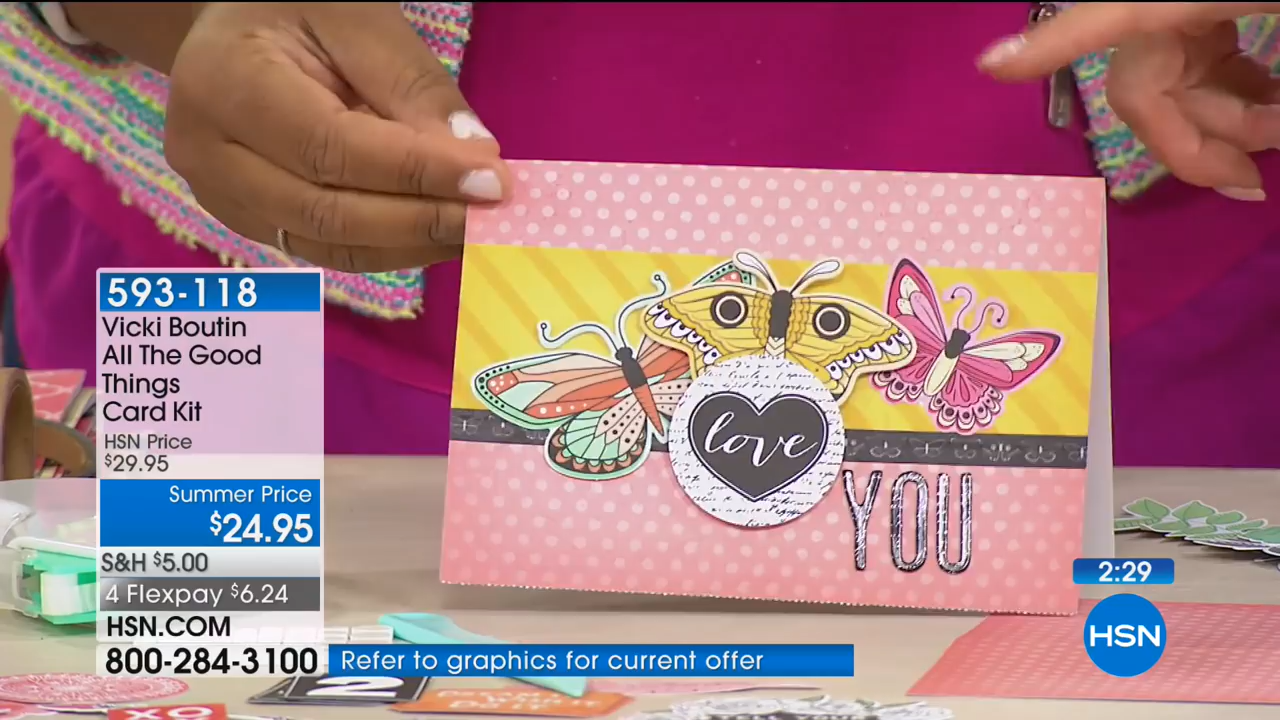 593-118
Vicki Boutin
All The Good
Things
Card Kit
HSN Price
$29.95
Summer Price
$24.95
S&H $5.00
4 Flexpay $6.24
HSN.COM
800-284-3100
Refer to graphics for current offer
love
YOU
2:29
HSN
2
XO